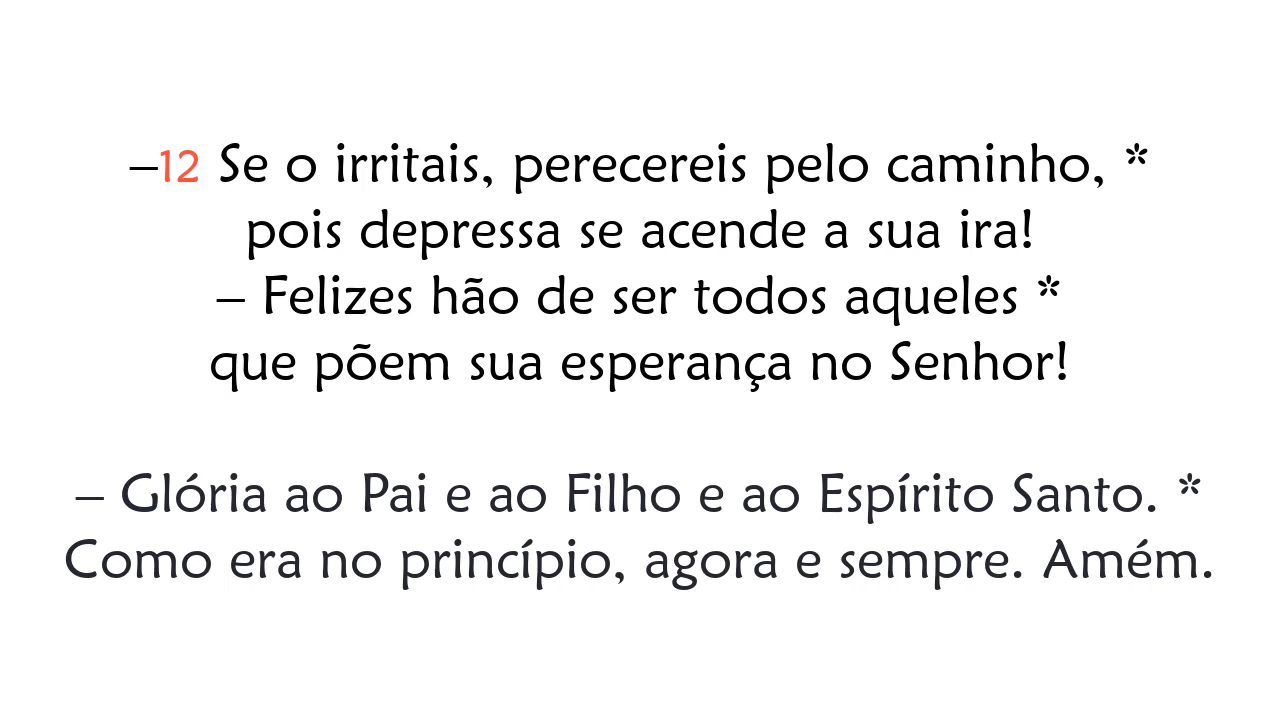 –12 Se o irritais, perecereis pelo caminho, *
pois depressa se acende a sua ira!
– Felizes hão de ser todos aqueles *
que põem sua esperança no Senhor!
– Glória ao Pai e ao Filho e ao Espírito Santo. *
Como era no princípio, agora e sempre. Amém.